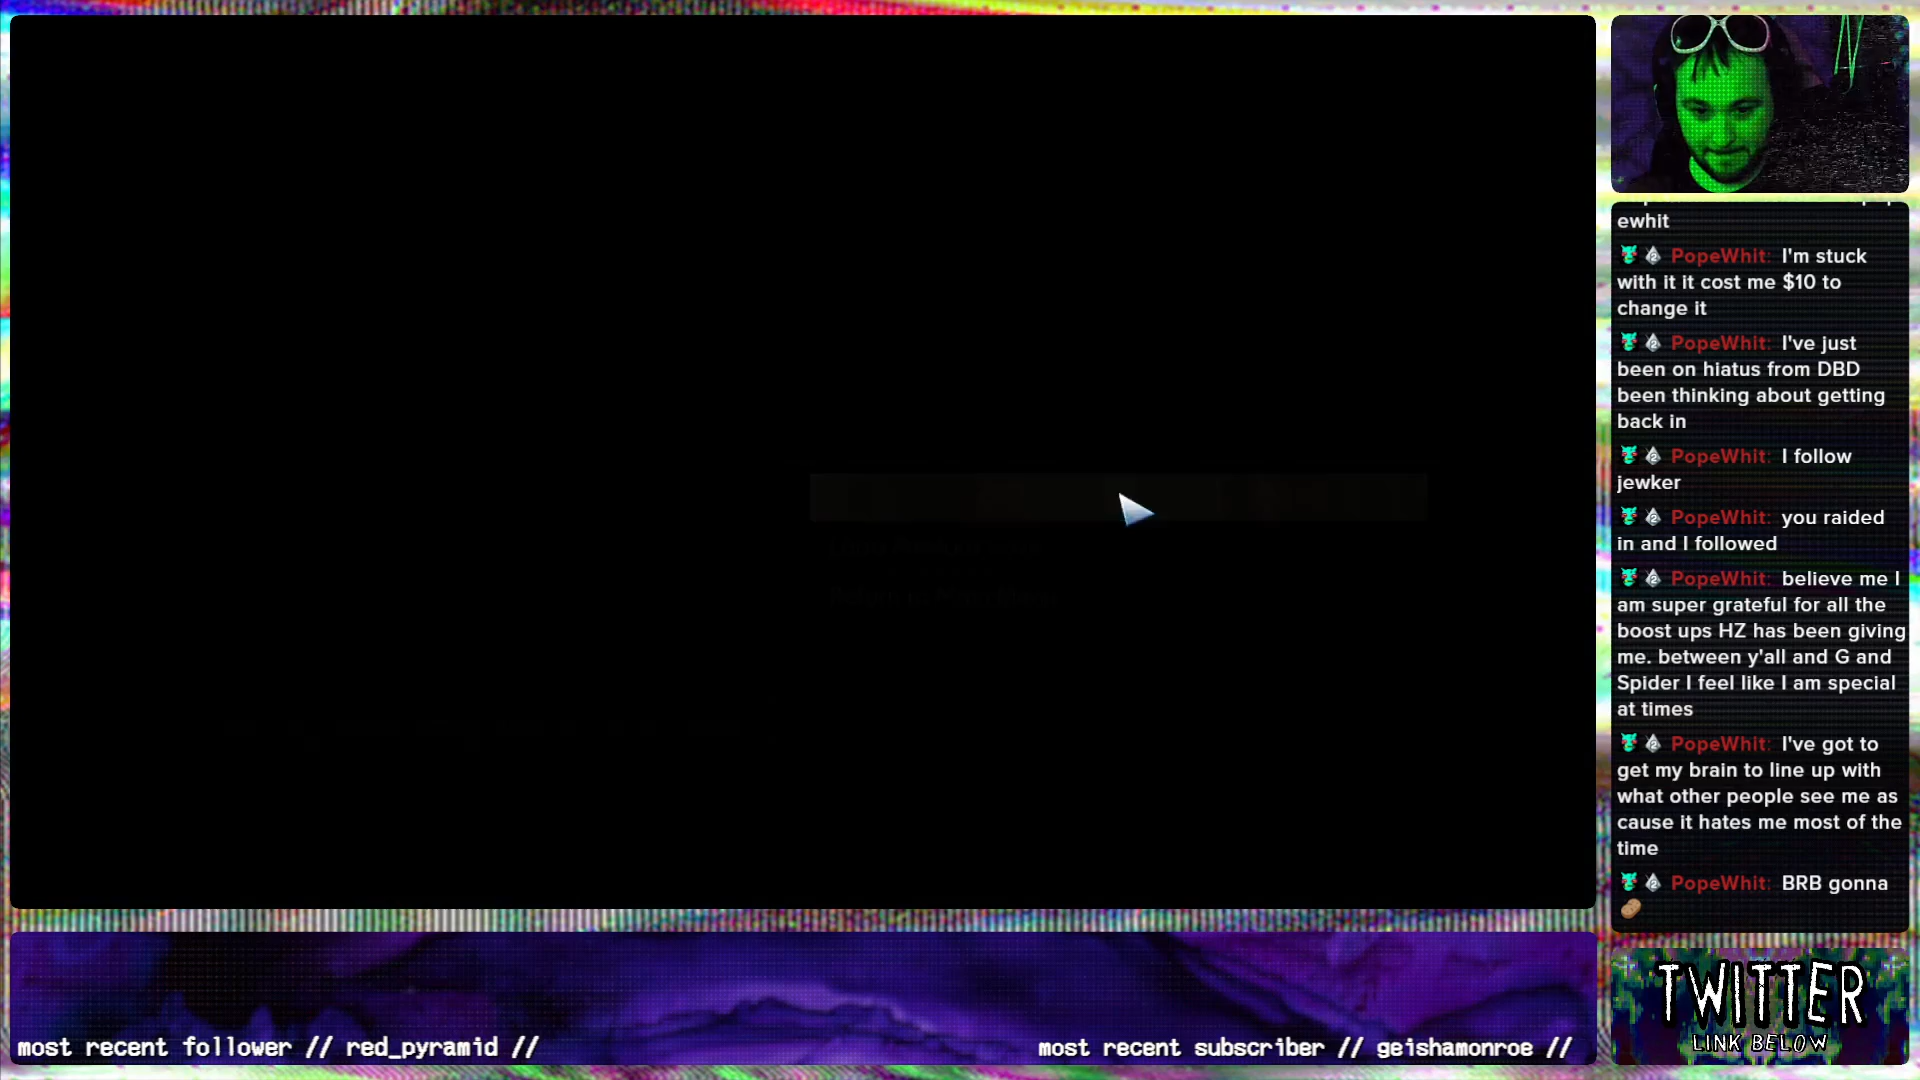 ewhit
PopeWhit: I'm stuck
with it it cost me $10 to
change it
PopeWhit: I've just
been on hiatus from DBD
been thinking about getting
back in
PopeWhit: I follow
jewker
PopeWhit: you raided
in and I followed
PopeWhit: believe me I
am super grateful for all the
boost ups HZ has been giving
me. between y'all and G and
Spider I feel like I am special
at times
PopeWhit: I've got to
get my brain to line up with
what other people see me as
cause it hates me most of the
time
PopeWhit: BRB gonna
TWITTER
LINK BELOW
most recent follower // red_pyramid //
most recent subscriber // geishamonroe //